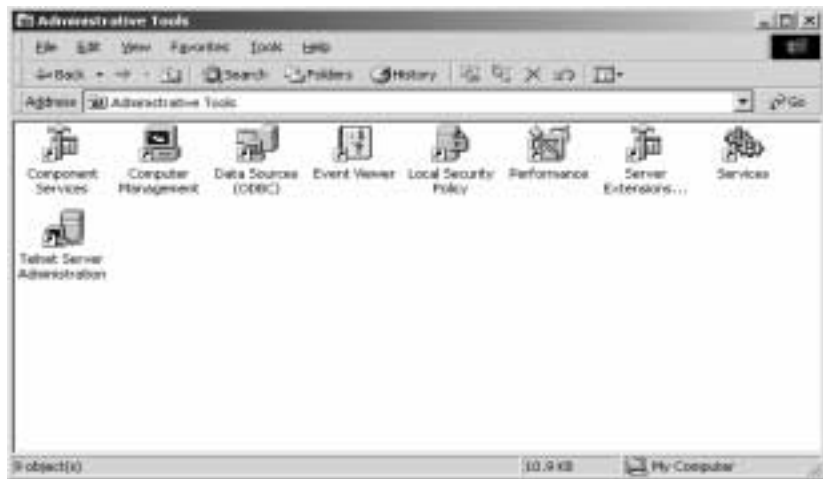 Administrative Tools
File Edit View Favorites Tools Help
Back Search Folders History
Address Administrative Tools Go
Component Services
Computer Management
Data Sources (ODBC)
Event Viewer
Local Security Policy
Performance
Server Extensions...
Services
Telnet Server Administration
9 object(s) 10.9 KB My Computer